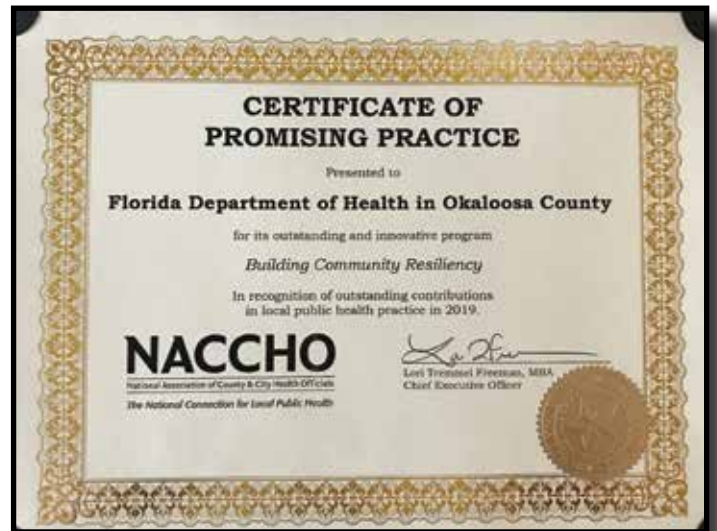 CERTIFICATE OF
PROMISING PRACTICE
Presented to
Florida Department of Health in Okaloosa County
for its outstanding and innovative program
Building Community Resiliency
In recognition of outstanding contributions
in local public health practice in 2019.
NACCHO
National Association of County & City Health Officials
The National Connection for Local Public Health
Lori Tremmel Freeman, MBA
Chief Executive Officer